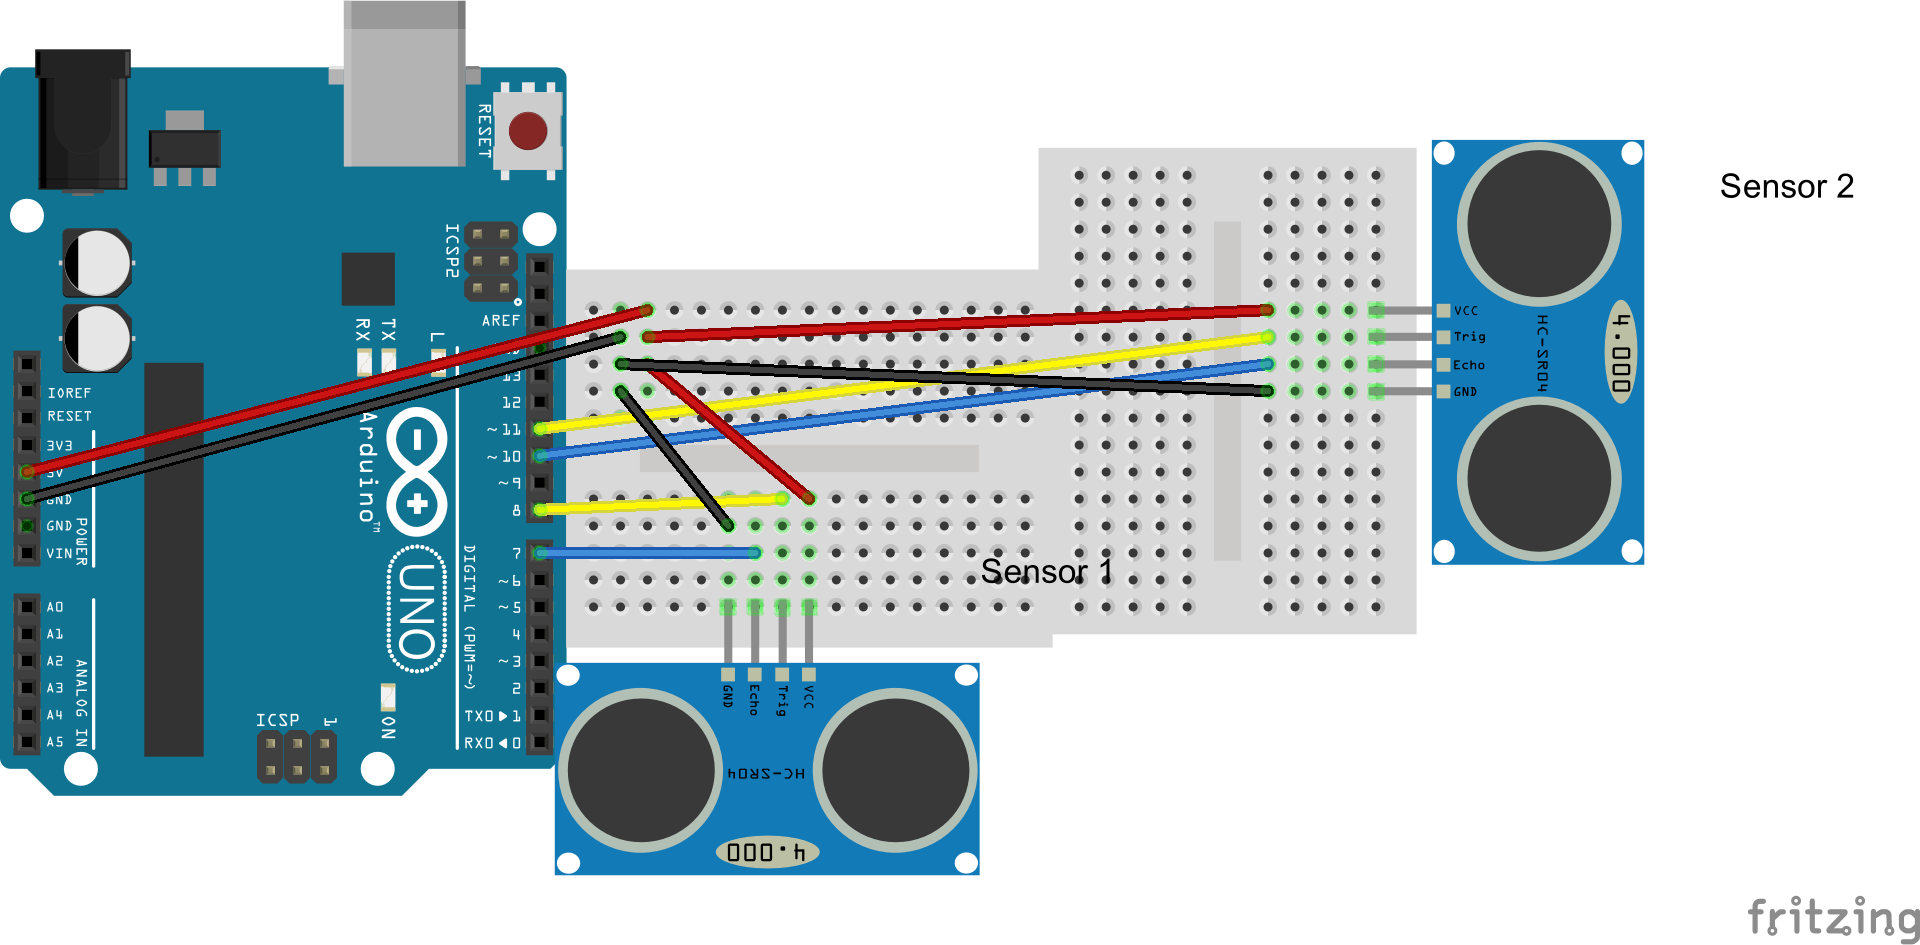 RESET
ICSP2
AREF
RX
TX
L
13
12
~11
~10
~9
8
7
~6
~5
4
~3
2
TX0▶1
RX0◀0
DIGITAL (PWM=~)
IOREF
RESET
3V3
5V
GND
GND
VIN
POWER
A0
A1
A2
A3
A4
A5
ANALOG IN
Arduino™
UNO
ICSP
1
ON
Sensor 1
GND
Echo
Trig
VCC
HC-SR04
4.000
Sensor 2
VCC
Trig
Echo
GND
HC-SR04
4.000
fritzing